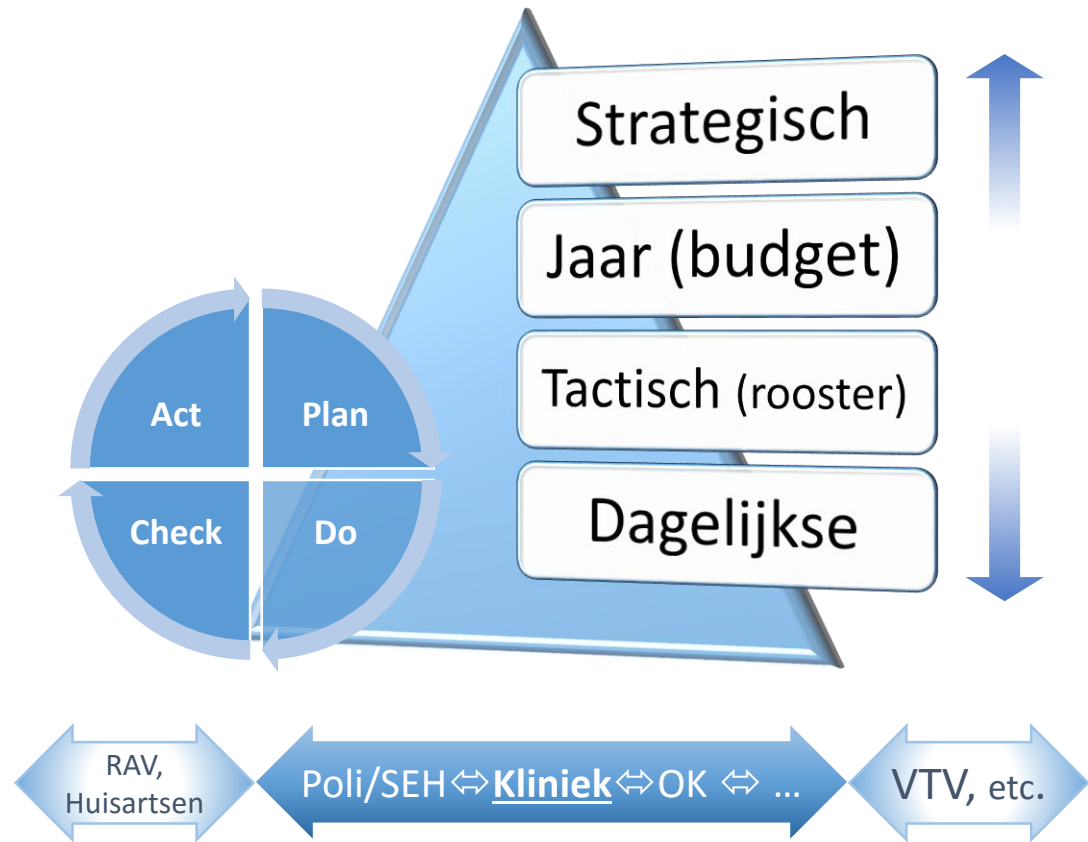 Strategisch
Jaar (budget)
Tactisch (rooster)
Dagelijkse
Act
Plan
Check
Do
RAV,
Huisartsen
Poli/SEH ⬄ Kliniek ⬄ OK ⬄ ...
VTV, etc.